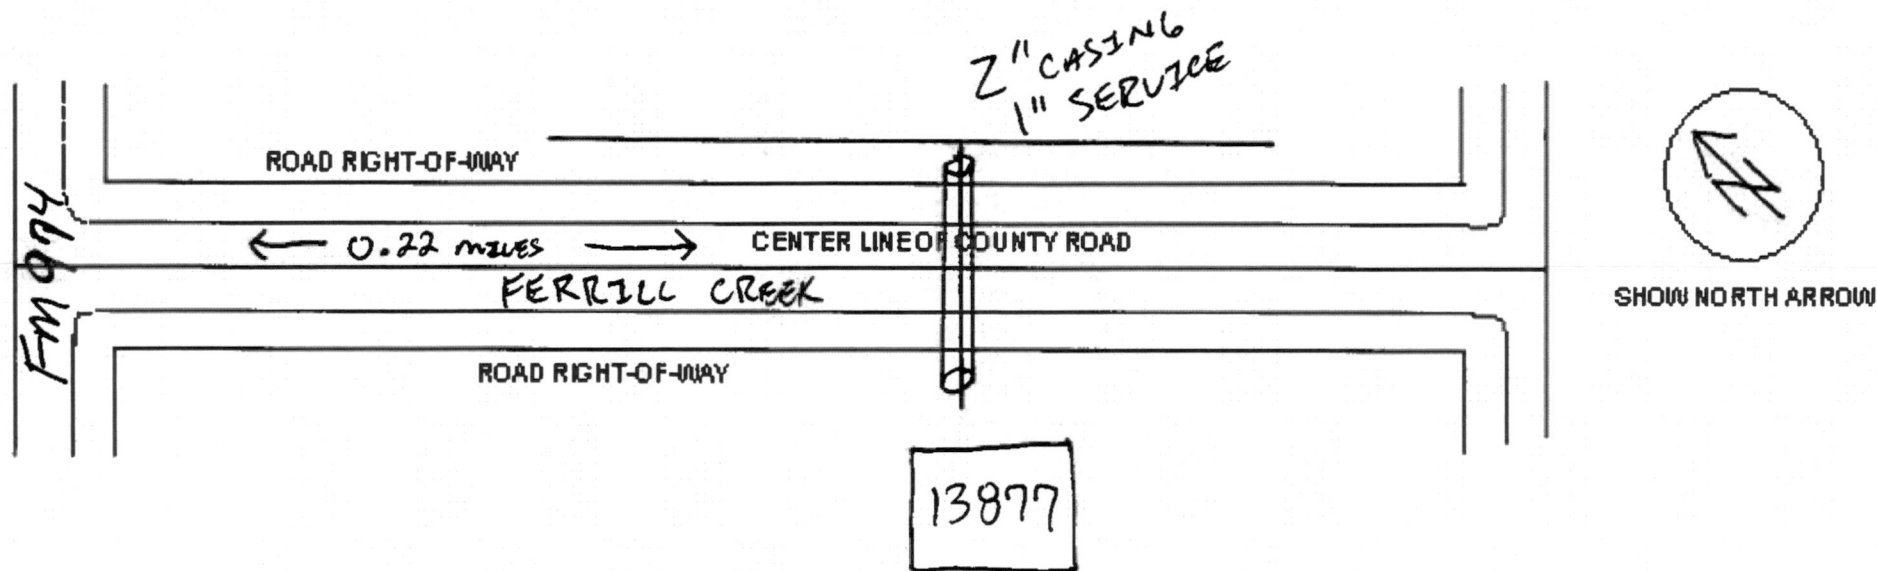 2" CASING
1" SERVICE
ROAD RIGHT-OF-WAY
FM 974
← 0.22 MILES →
CENTER LINE OF COUNTY ROAD
FERRILL CREEK
ROAD RIGHT-OF-WAY
N
SHOW NORTH ARROW
13877